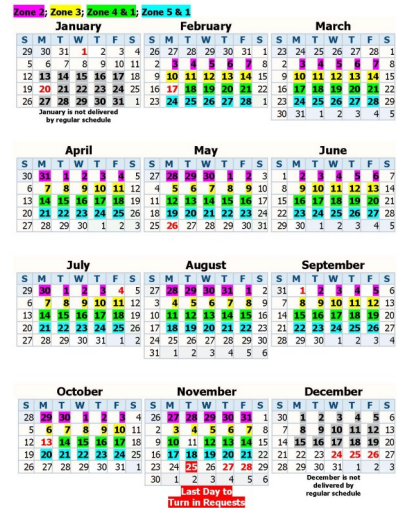 Zone 2; Zone 3; Zone 4 & 1; Zone 5 & 1
January
S M T W T F S
29 30 31 1 2 3 4
5 6 7 8 9 10 11
12 13 14 15 16 17 18
19 20 21 22 23 24 25
26 27 28 29 30 31 1
January is not delivered
by regular schedule
February
S M T W T F S
26 27 28 29 30 31 1
2 3 4 5 6 7 8
9 10 11 12 13 14 15
16 17 18 19 20 21 22
23 24 25 26 27 28 1
March
S M T W T F S
23 24 25 26 27 28 1
2 3 4 5 6 7 8
9 10 11 12 13 14 15
16 17 18 19 20 21 22
23 24 25 26 27 28 29
30 31 1 2 3 4 5
April
S M T W T F S
30 31 1 2 3 4 5
6 7 8 9 10 11 12
13 14 15 16 17 18 19
20 21 22 23 24 25 26
27 28 29 30 1 2 3
May
S M T W T F S
27 28 29 30 1 2 3
4 5 6 7 8 9 10
11 12 13 14 15 16 17
18 19 20 21 22 23 24
25 26 27 28 29 30 31
June
S M T W T F S
1 2 3 4 5 6 7
8 9 10 11 12 13 14
15 16 17 18 19 20 21
22 23 24 25 26 27 28
29 30 1 2 3 4 5
July
S M T W T F S
29 30 1 2 3 4 5
6 7 8 9 10 11 12
13 14 15 16 17 18 19
20 21 22 23 24 25 26
27 28 29 30 31 1 2
August
S M T W T F S
27 28 29 30 31 1 2
3 4 5 6 7 8 9
10 11 12 13 14 15 16
17 18 19 20 21 22 23
24 25 26 27 28 29 30
31 1 2 3 4 5 6
September
S M T W T F S
31 1 2 3 4 5 6
7 8 9 10 11 12 13
14 15 16 17 18 19 20
21 22 23 24 25 26 27
28 29 30 1 2 3 4
October
S M T W T F S
28 29 30 1 2 3 4
5 6 7 8 9 10 11
12 13 14 15 16 17 18
19 20 21 22 23 24 25
26 27 28 29 30 31 1
November
S M T W T F S
26 27 28 29 30 31 1
2 3 4 5 6 7 8
9 10 11 12 13 14 15
16 17 18 19 20 21 22
23 24 25 26 27 28 29
30 1 2 3 4 5 6
Last Day to
Turn in Requests
December
S M T W T F S
30 1 2 3 4 5 6
7 8 9 10 11 12 13
14 15 16 17 18 19 20
21 22 23 24 25 26 27
28 29 30 31 1 2 3
December is not
delivered by
regular schedule